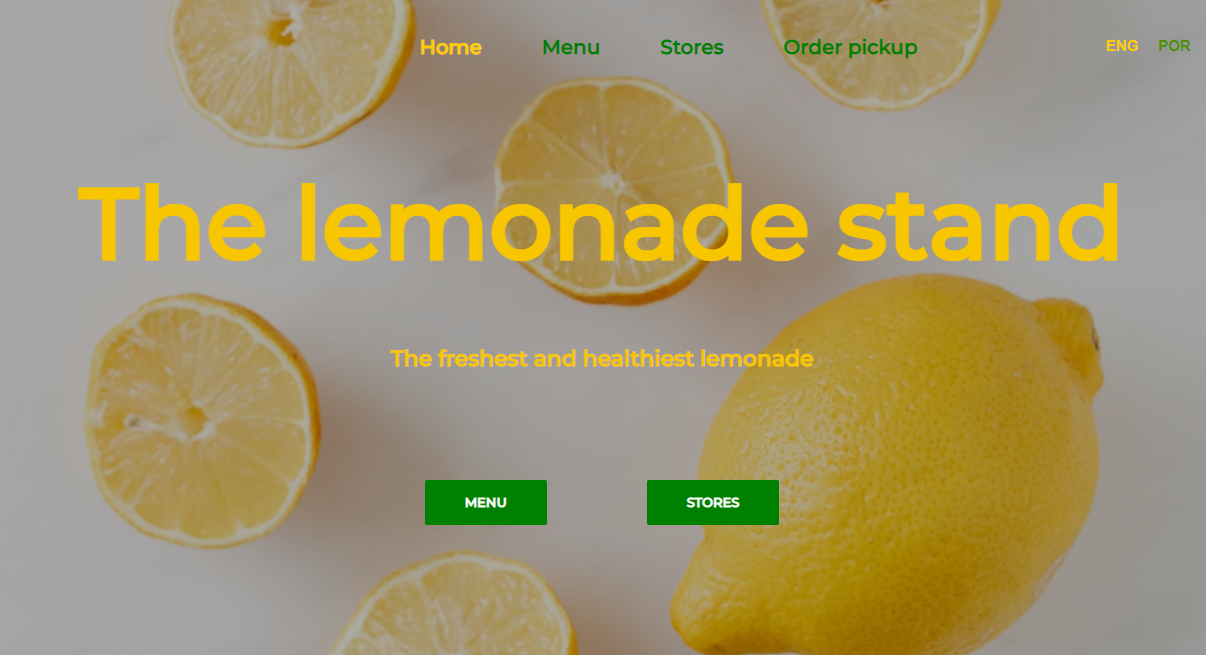 Home Menu Stores Order pickup ENG POR
The lemonade stand
The freshest and healthiest lemonade
MENU STORES